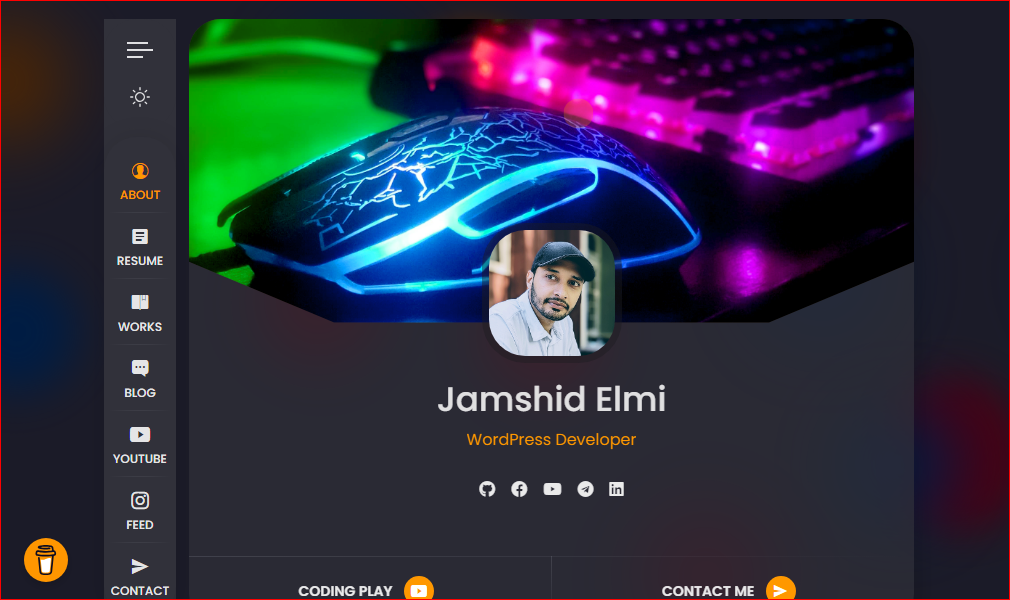 ABOUT
RESUME
WORKS
BLOG
YOUTUBE
FEED
CONTACT
Jamshid Elmi
WordPress Developer
CODING PLAY
CONTACT ME